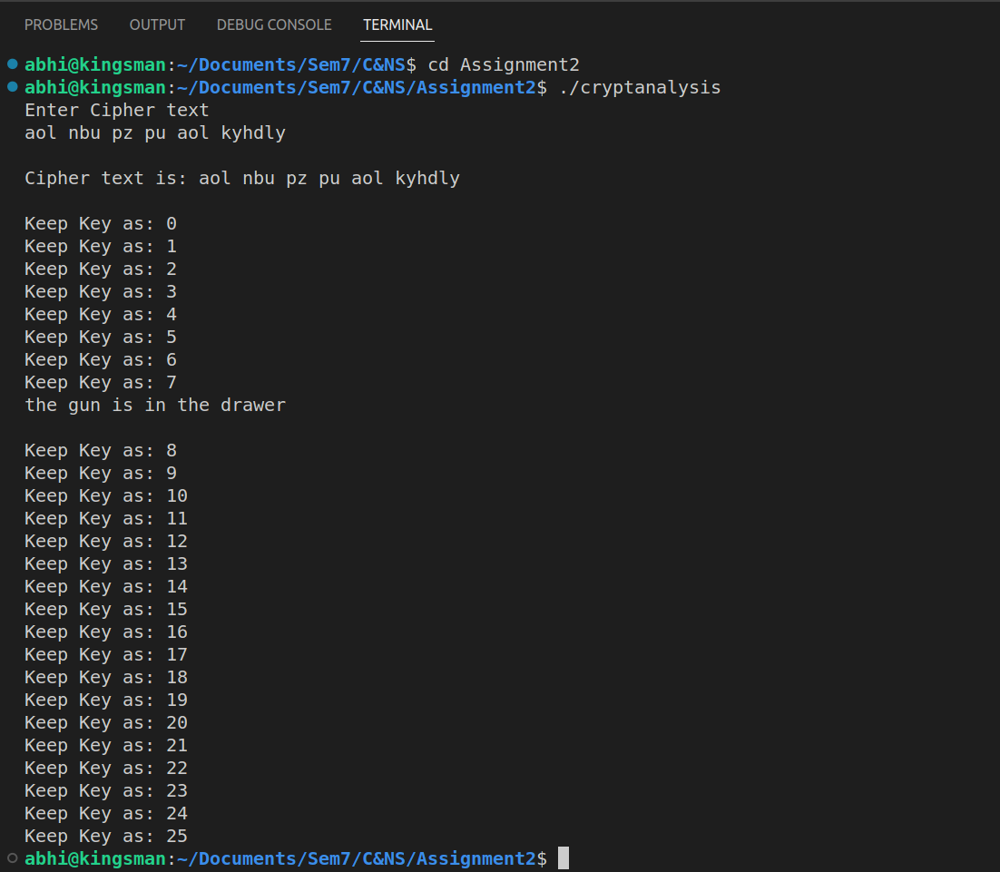 PROBLEMS OUTPUT DEBUG CONSOLE TERMINAL
abhi@kingsman:~/Documents/Sem7/C&NS$ cd Assignment2
abhi@kingsman:~/Documents/Sem7/C&NS/Assignment2$ ./cryptanalysis
Enter Cipher text
aol nbu pz pu aol kyhdly
Cipher text is: aol nbu pz pu aol kyhdly
Keep Key as: 0
Keep Key as: 1
Keep Key as: 2
Keep Key as: 3
Keep Key as: 4
Keep Key as: 5
Keep Key as: 6
Keep Key as: 7
the gun is in the drawer
Keep Key as: 8
Keep Key as: 9
Keep Key as: 10
Keep Key as: 11
Keep Key as: 12
Keep Key as: 13
Keep Key as: 14
Keep Key as: 15
Keep Key as: 16
Keep Key as: 17
Keep Key as: 18
Keep Key as: 19
Keep Key as: 20
Keep Key as: 21
Keep Key as: 22
Keep Key as: 23
Keep Key as: 24
Keep Key as: 25
abhi@kingsman:~/Documents/Sem7/C&NS/Assignment2$